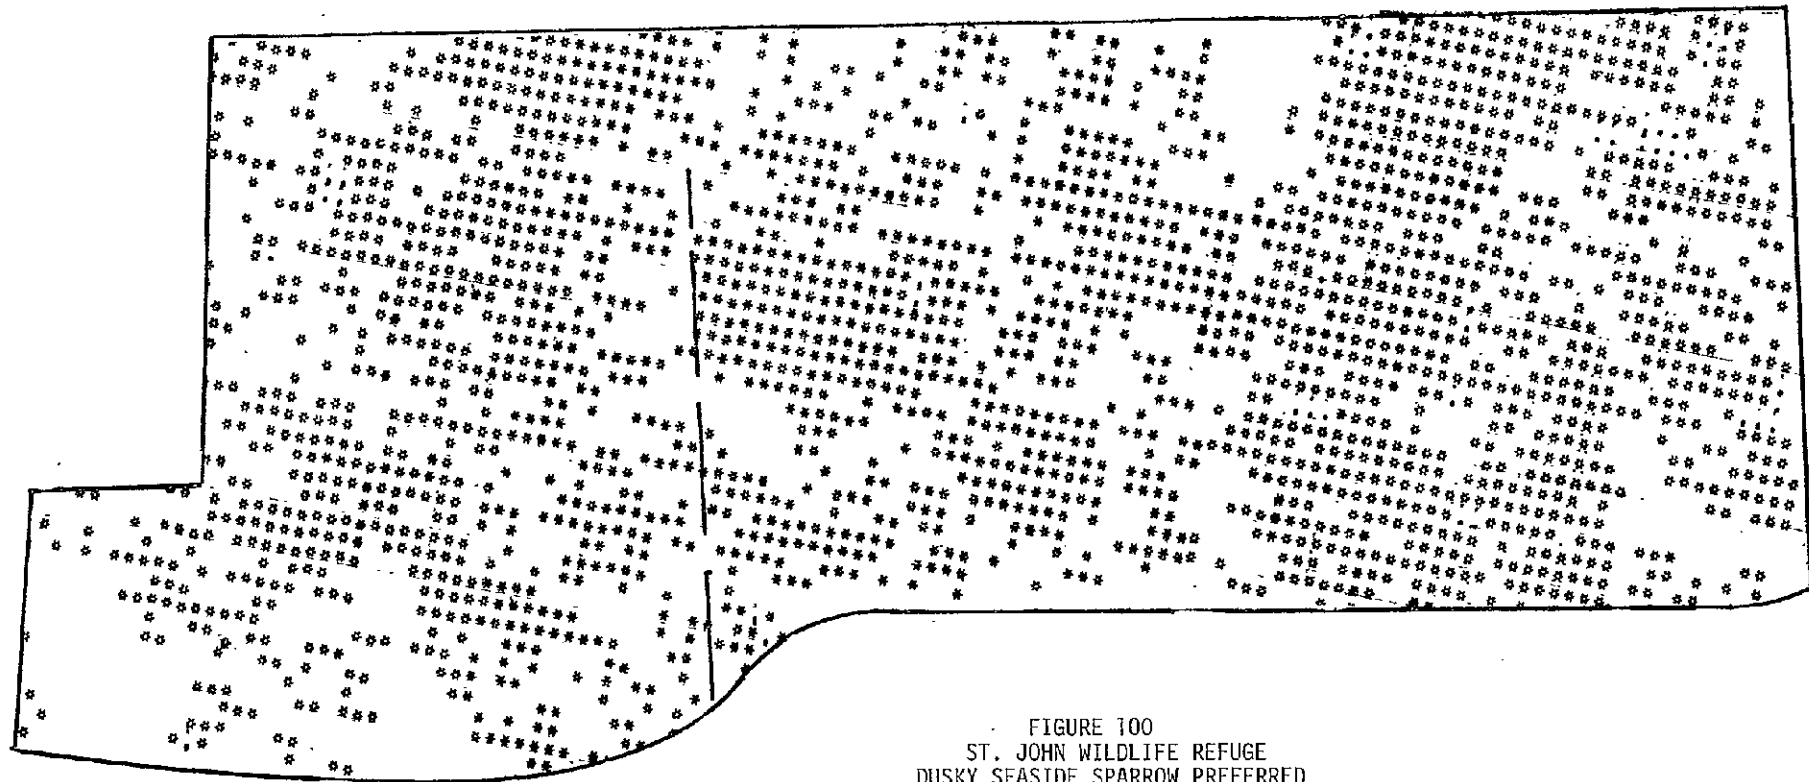 FIGURE 100
ST. JOHN WILDLIFE REFUGE
DUSKY SEASIDE SPARROW PREFERRED